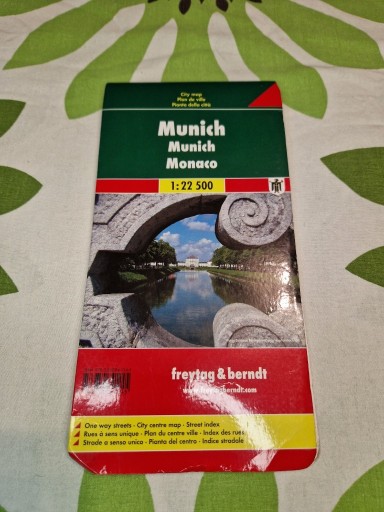 City map
Plan de ville
Pianta della città
Munich
Munich
Monaco
1:22 500
freytag & berndt
One way streets - City centre map - Street index
Rues à sens unique - Plan du centre ville - Index des rues
Strade a senso unico - Pianta del centro - Indice stradale